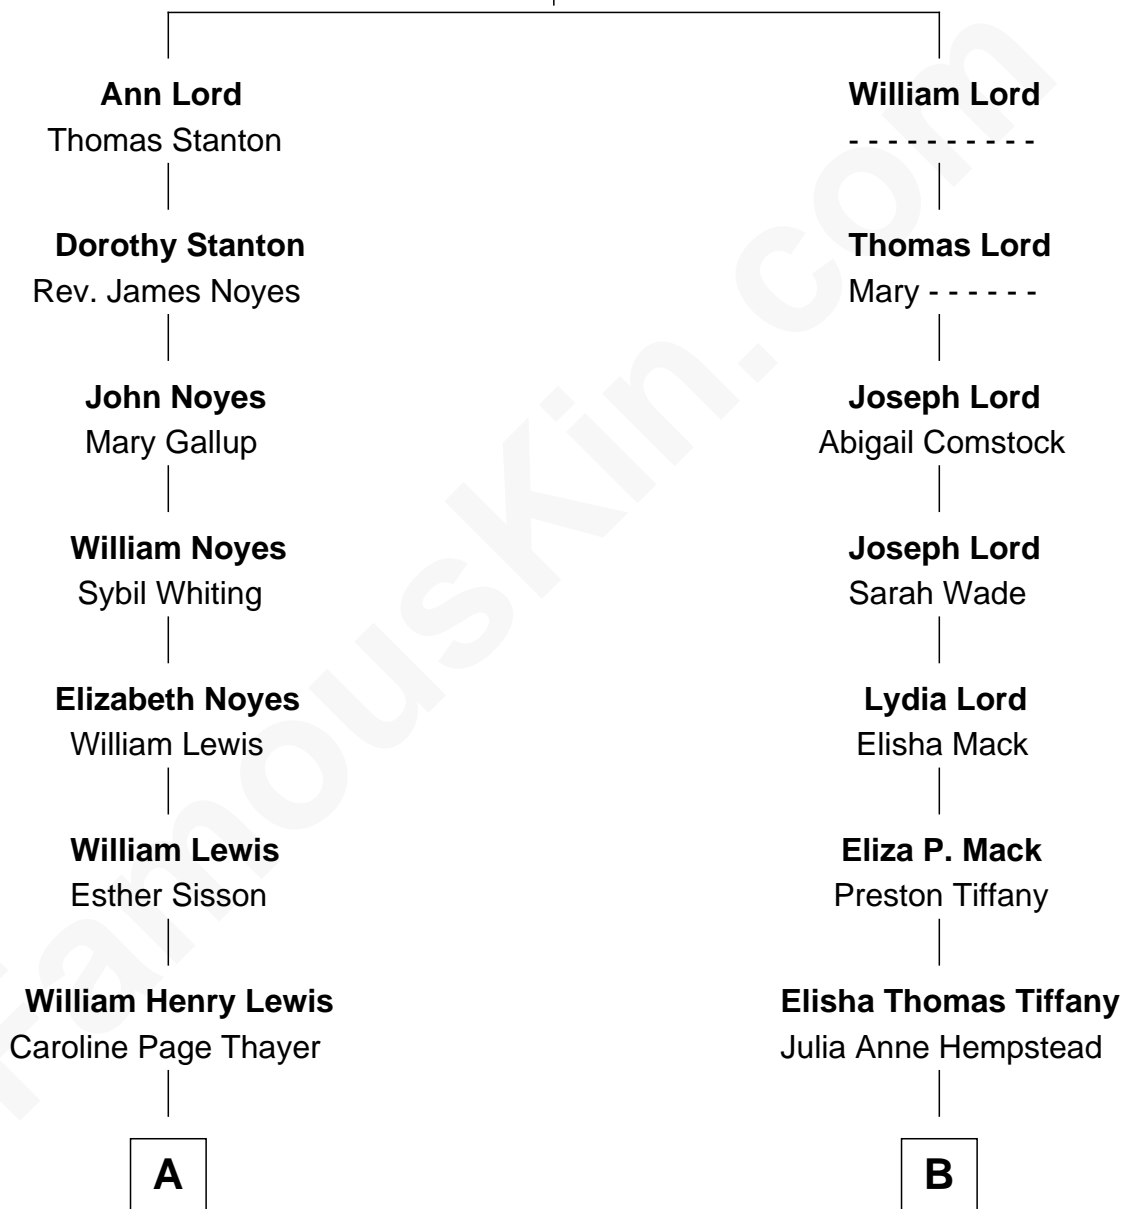 Ann Lord
Thomas Stanton
William Lord
- - - - - - - - - -
Dorothy Stanton
Rev. James Noyes
Thomas Lord
Mary - - - - - -
John Noyes
Mary Gallup
Joseph Lord
Abigail Comstock
William Noyes
Sybil Whiting
Joseph Lord
Sarah Wade
Elizabeth Noyes
William Lewis
Lydia Lord
Elisha Mack
William Lewis
Esther Sisson
Eliza P. Mack
Preston Tiffany
William Henry Lewis
Caroline Page Thayer
Elisha Thomas Tiffany
Julia Anne Hempstead
A
B
FamousKin.com